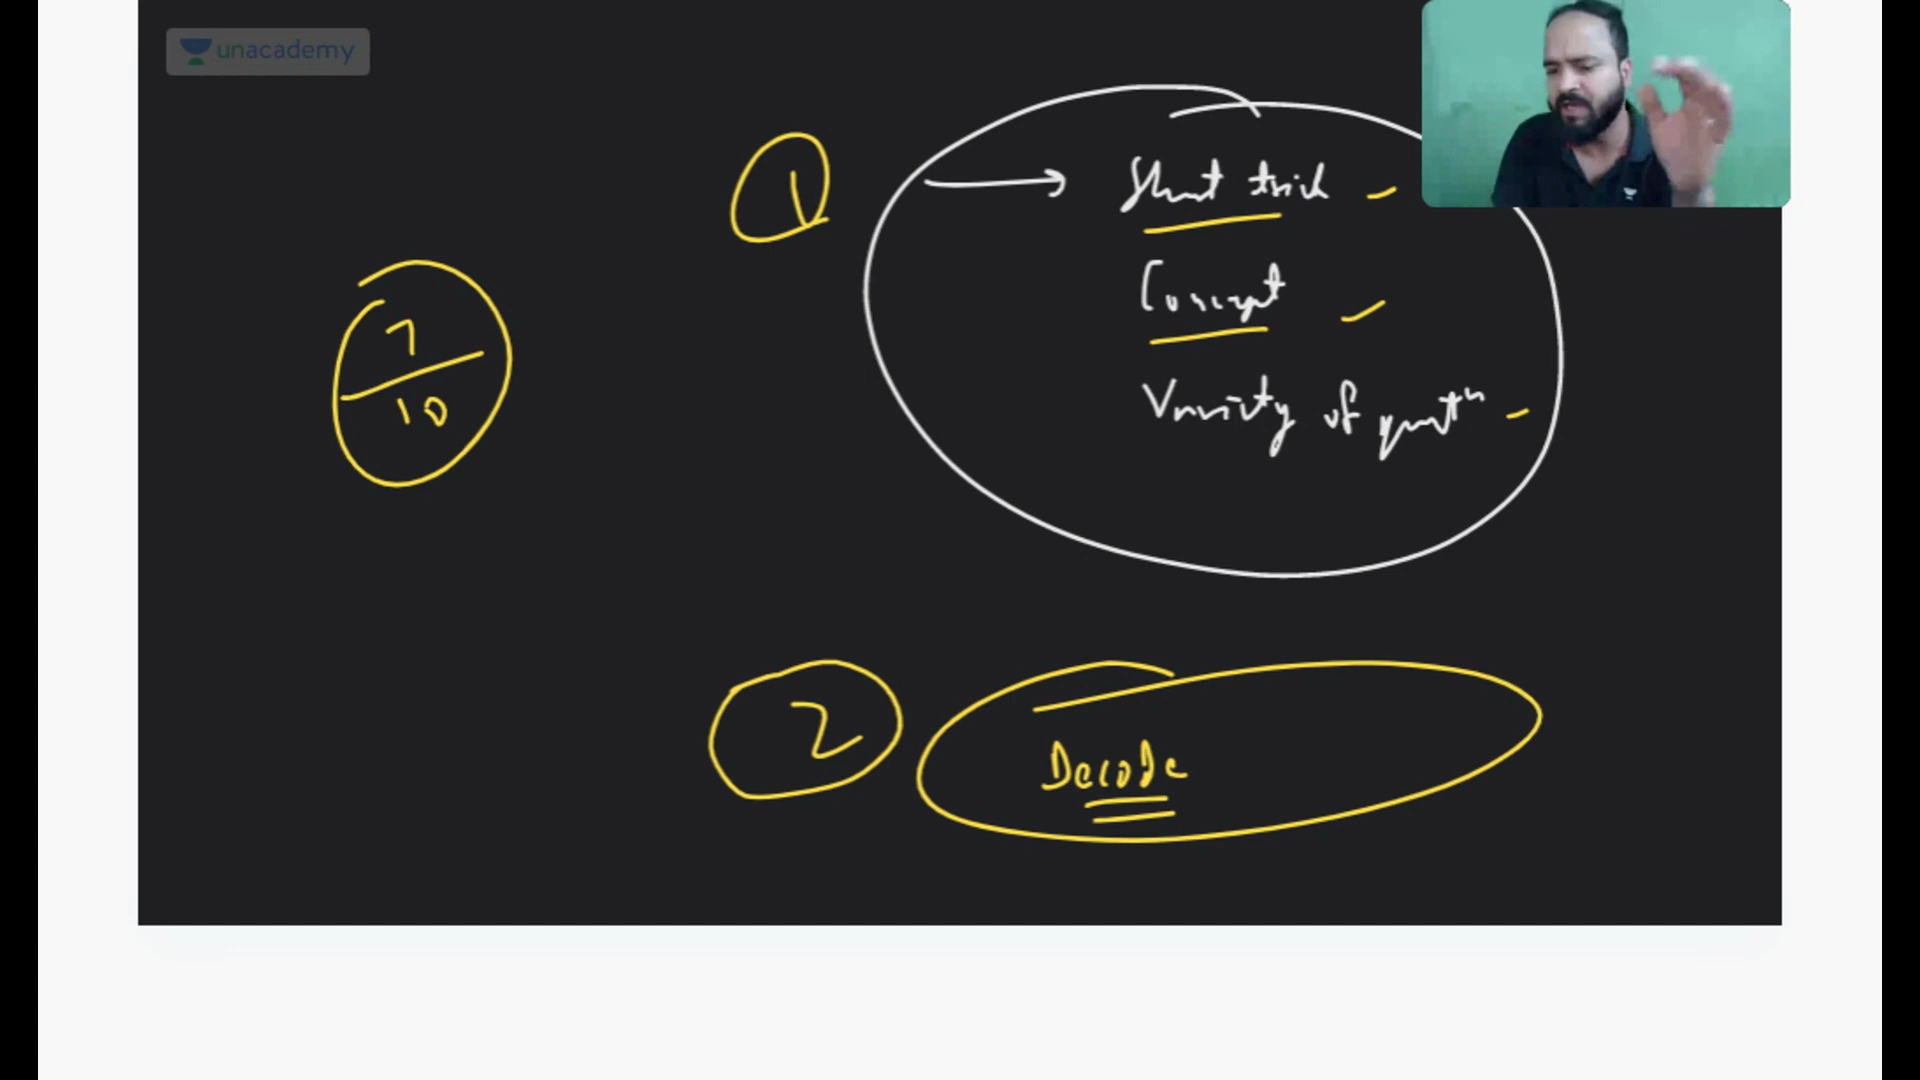 unacademy
1
→ Short trick -
Concept -
Variety of questn -
7
10
2
Decode